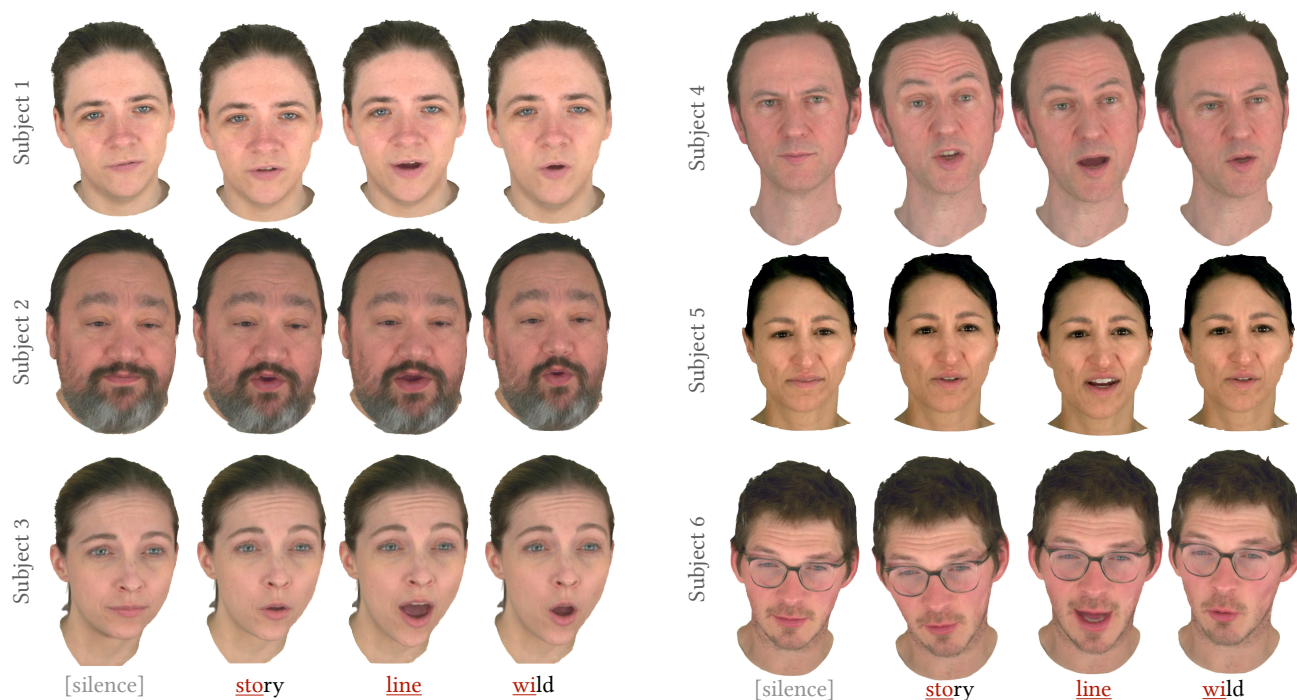 Subject 1
Subject 2
Subject 3
[silence] story line wild
Subject 4
Subject 5
Subject 6
[silence] story line wild